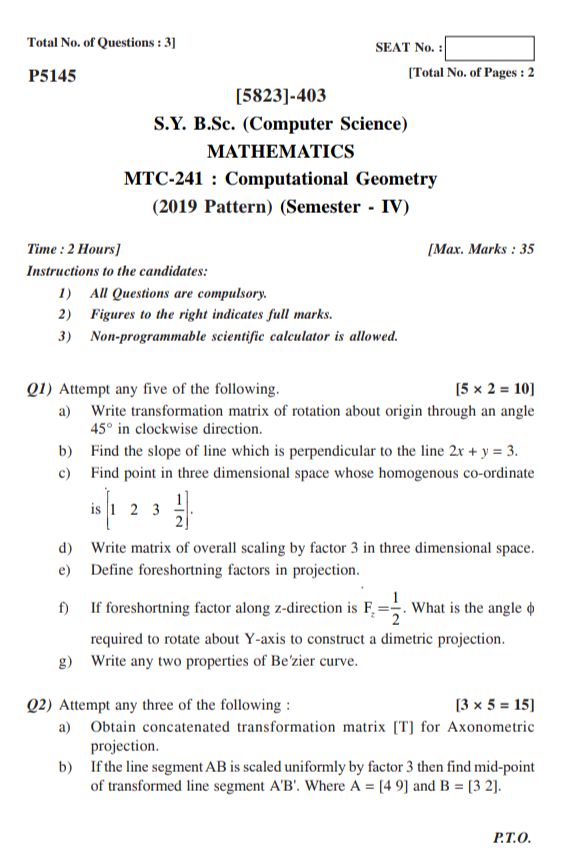 Total No. of Questions : 3]
SEAT No. :
P5145
[Total No. of Pages : 2
[5823]-403
S.Y. B.Sc. (Computer Science)
MATHEMATICS
MTC-241 : Computational Geometry
(2019 Pattern) (Semester - IV)
Time : 2 Hours]
[Max. Marks : 35
Instructions to the candidates:
1) All Questions are compulsory.
2) Figures to the right indicates full marks.
3) Non-programmable scientific calculator is allowed.
Q1) Attempt any five of the following. [5 × 2 = 10]
a) Write transformation matrix of rotation about origin through an angle
45° in clockwise direction.
b) Find the slope of line which is perpendicular to the line 2x + y = 3.
c) Find point in three dimensional space whose homogenous co-ordinate
is [1 2 3 1/2].
d) Write matrix of overall scaling by factor 3 in three dimensional space.
e) Define foreshortning factors in projection.
f) If foreshortning factor along z-direction is F_z = 1/2. What is the angle ϕ
required to rotate about Y-axis to construct a dimetric projection.
g) Write any two properties of Be'zier curve.
Q2) Attempt any three of the following : [3 × 5 = 15]
a) Obtain concatenated transformation matrix [T] for Axonometric
projection.
b) If the line segment AB is scaled uniformly by factor 3 then find mid-point
of transformed line segment A'B'. Where A = [4 9] and B = [3 2].
P.T.O.